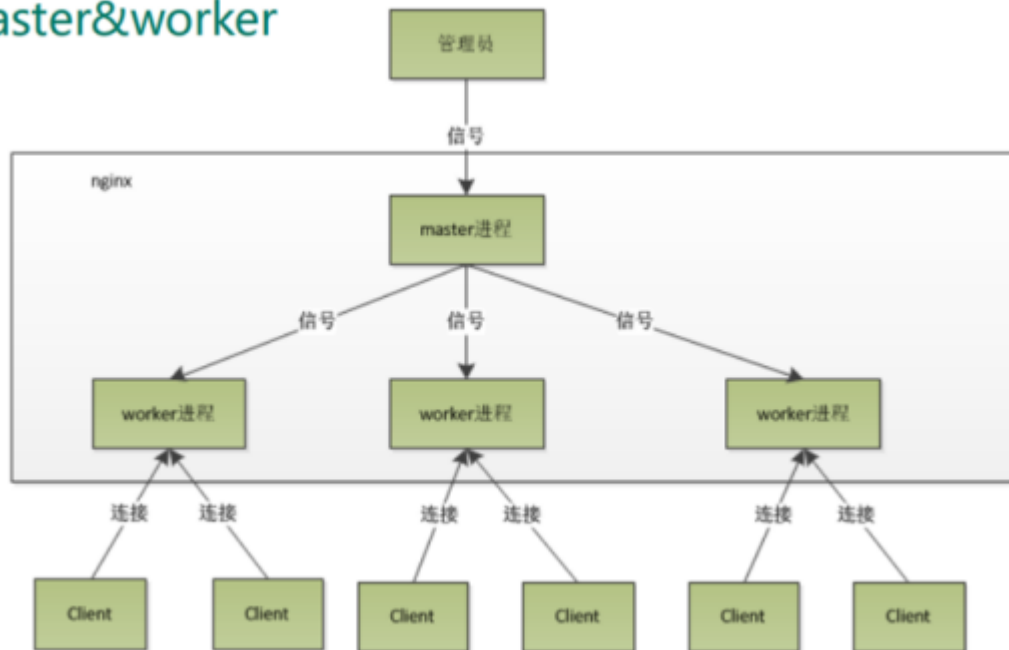 aster&worker
管理员
信号
nginx
master进程
信号
信号
信号
worker进程
worker进程
worker进程
连接
连接
连接
连接
连接
连接
Client
Client
Client
Client
Client
Client